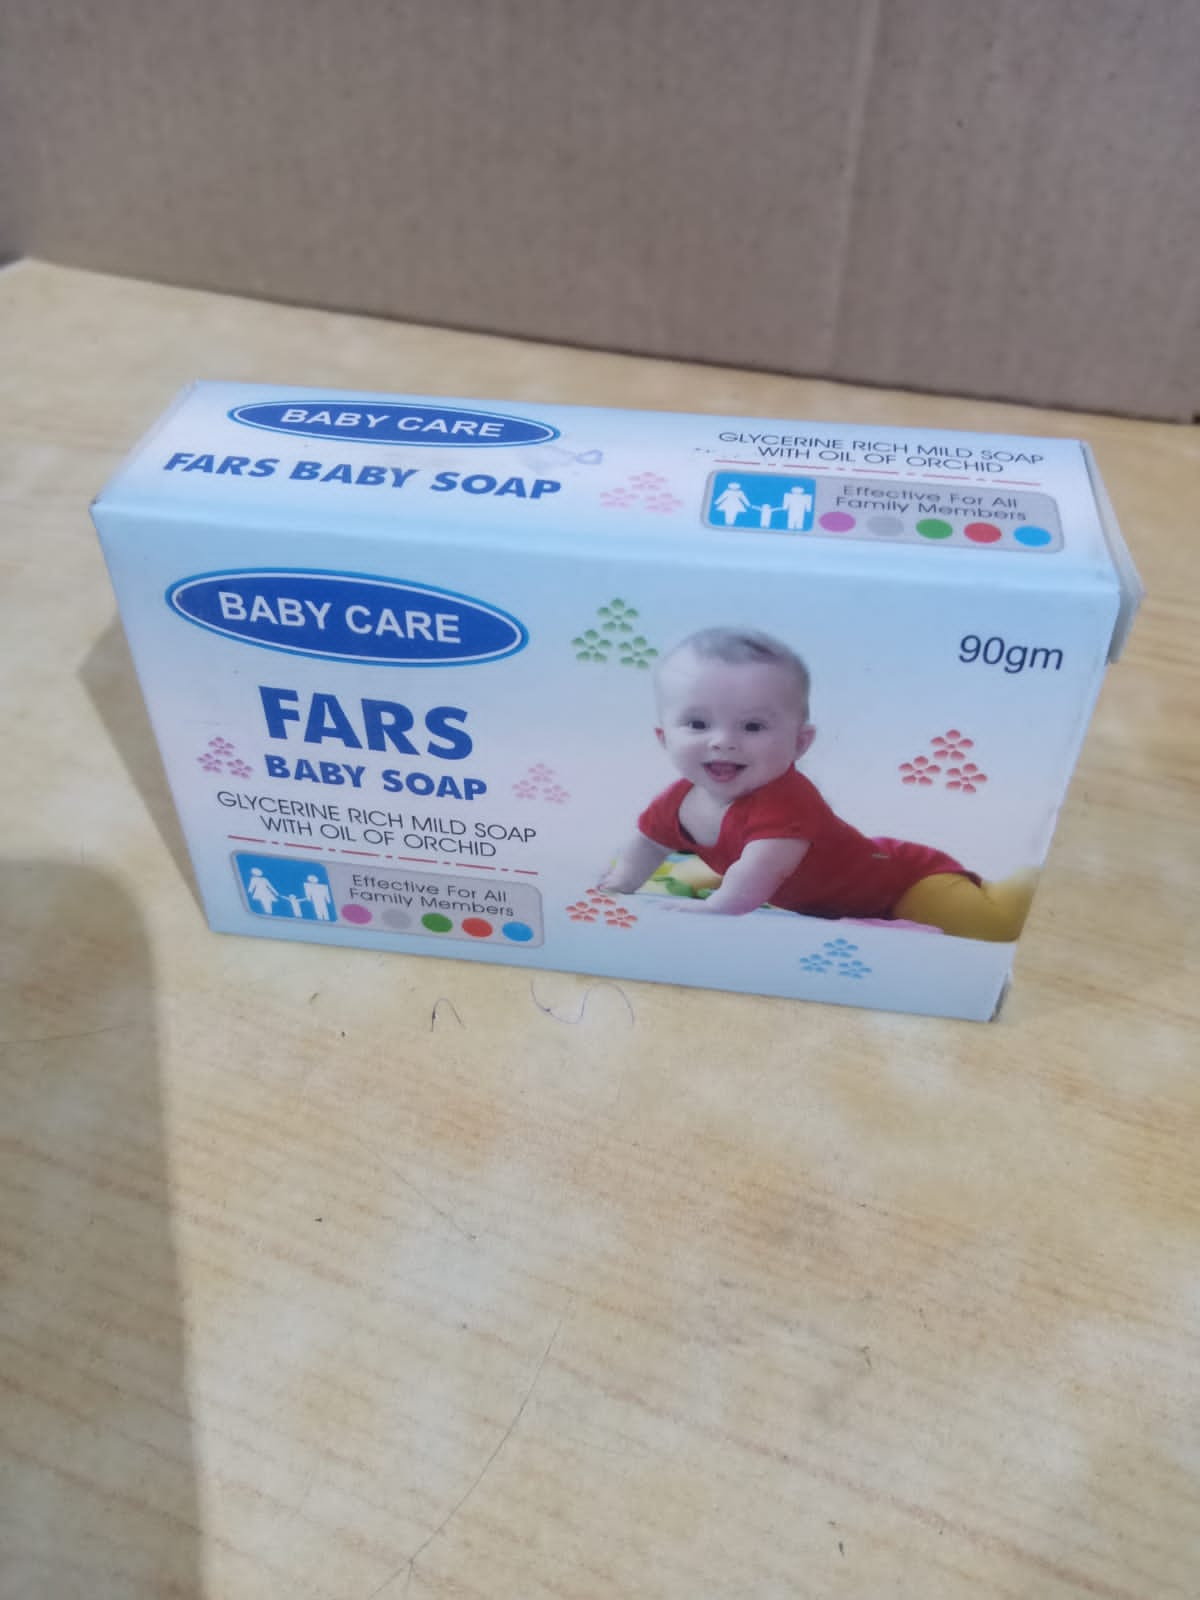 BABY CARE
FARS BABY SOAP
GLYCERINE RICH MILD SOAP
WITH OIL OF ORCHID
Effective For All
Family Members
BABY CARE
FARS
BABY SOAP
GLYCERINE RICH MILD SOAP
WITH OIL OF ORCHID
Effective For All
Family Members
90gm